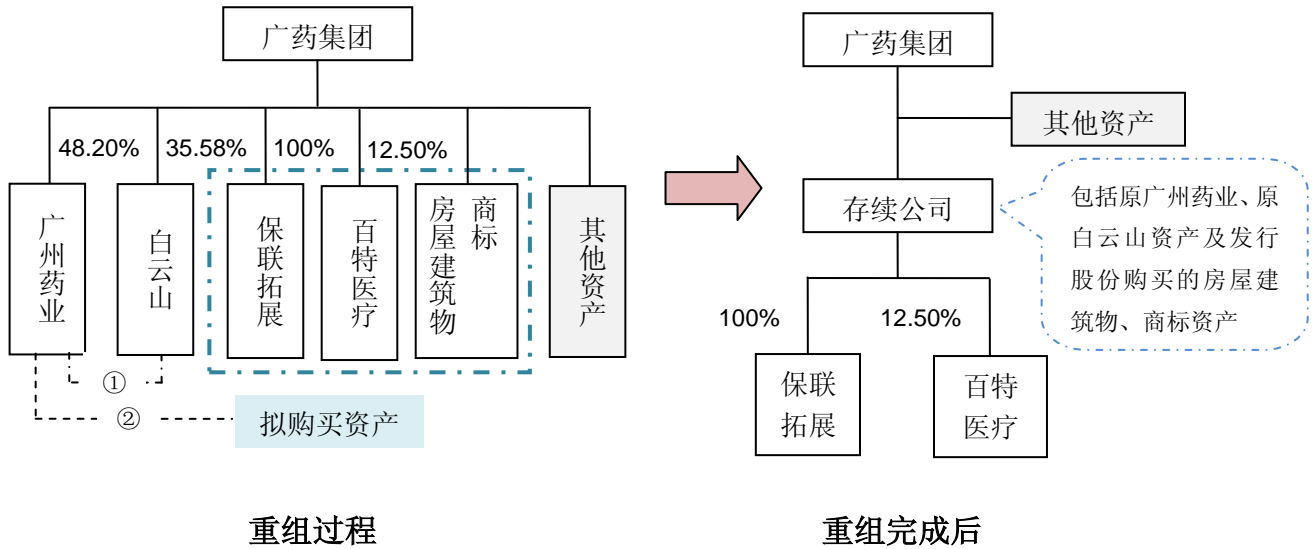 广药集团
48.20%
35.58%
100%
12.50%
广州药业
白云山
保联拓展
百特医疗
房屋建筑物
商标
其他资产
①
②
拟购买资产
重组过程
广药集团
其他资产
存续公司
包括原广州药业、原
白云山资产及发行
股份购买的房屋建
筑物、商标资产
100%
12.50%
保联
拓展
百特
医疗
重组完成后